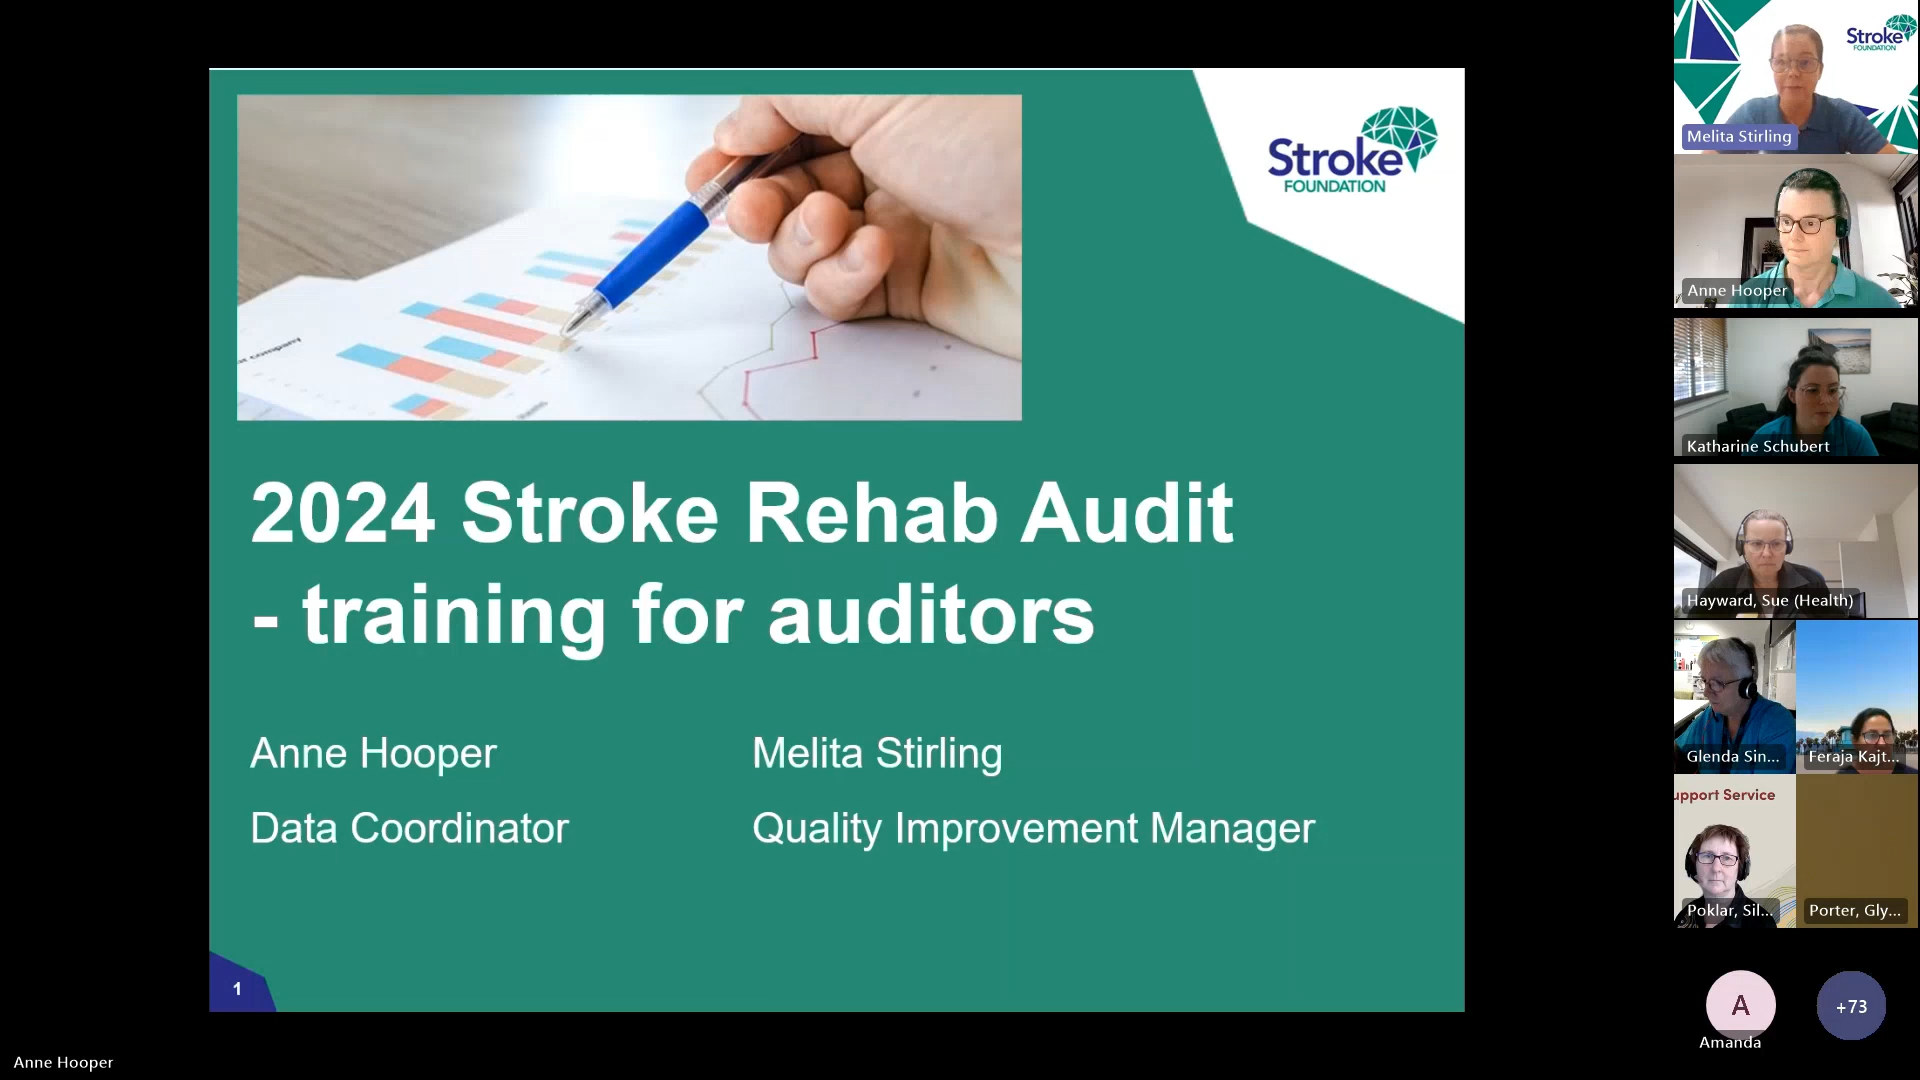 Stroke
FOUNDATION
2024 Stroke Rehab Audit
- training for auditors
Anne Hooper
Data Coordinator
Melita Stirling
Quality Improvement Manager
1
Anne Hooper
Stroke
FOUNDATION
Melita Stirling
Anne Hooper
Katharine Schubert
Hayward, Sue (Health)
Glenda Sin...
Feraja Kajt...
upport Service
Poklar, Sil...
Porter, Gly...
A
Amanda
+73